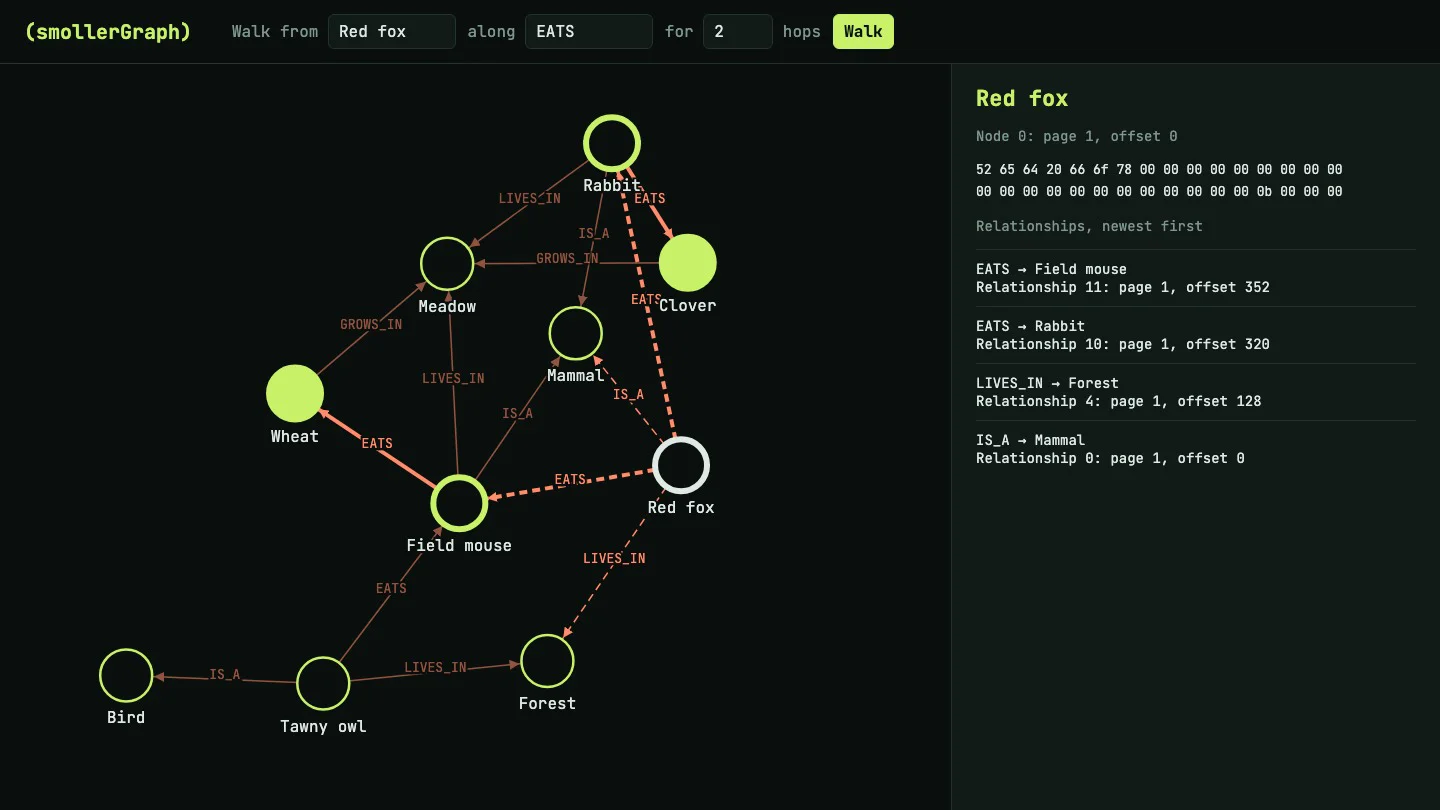 (smollerGraph) Walk from Red fox along EATS for 2 hops Walk
Rabbit
LIVES_IN
EATS
IS_A
GROWS_IN
EATS
Clover
Meadow
GROWS_IN
Mammal
LIVES_IN
IS_A
IS_A
Wheat
EATS
EATS
Red fox
Field mouse
LIVES_IN
EATS
LIVES_IN
IS_A
Forest
Bird
Tawny owl
Red fox
Node 0: page 1, offset 0
52 65 64 20 66 6f 78 00 00 00 00 00 00 00 00 00
00 00 00 00 00 00 00 00 00 00 00 00 0b 00 00 00
Relationships, newest first
EATS → Field mouse
Relationship 11: page 1, offset 352
EATS → Rabbit
Relationship 10: page 1, offset 320
LIVES_IN → Forest
Relationship 4: page 1, offset 128
IS_A → Mammal
Relationship 0: page 1, offset 0